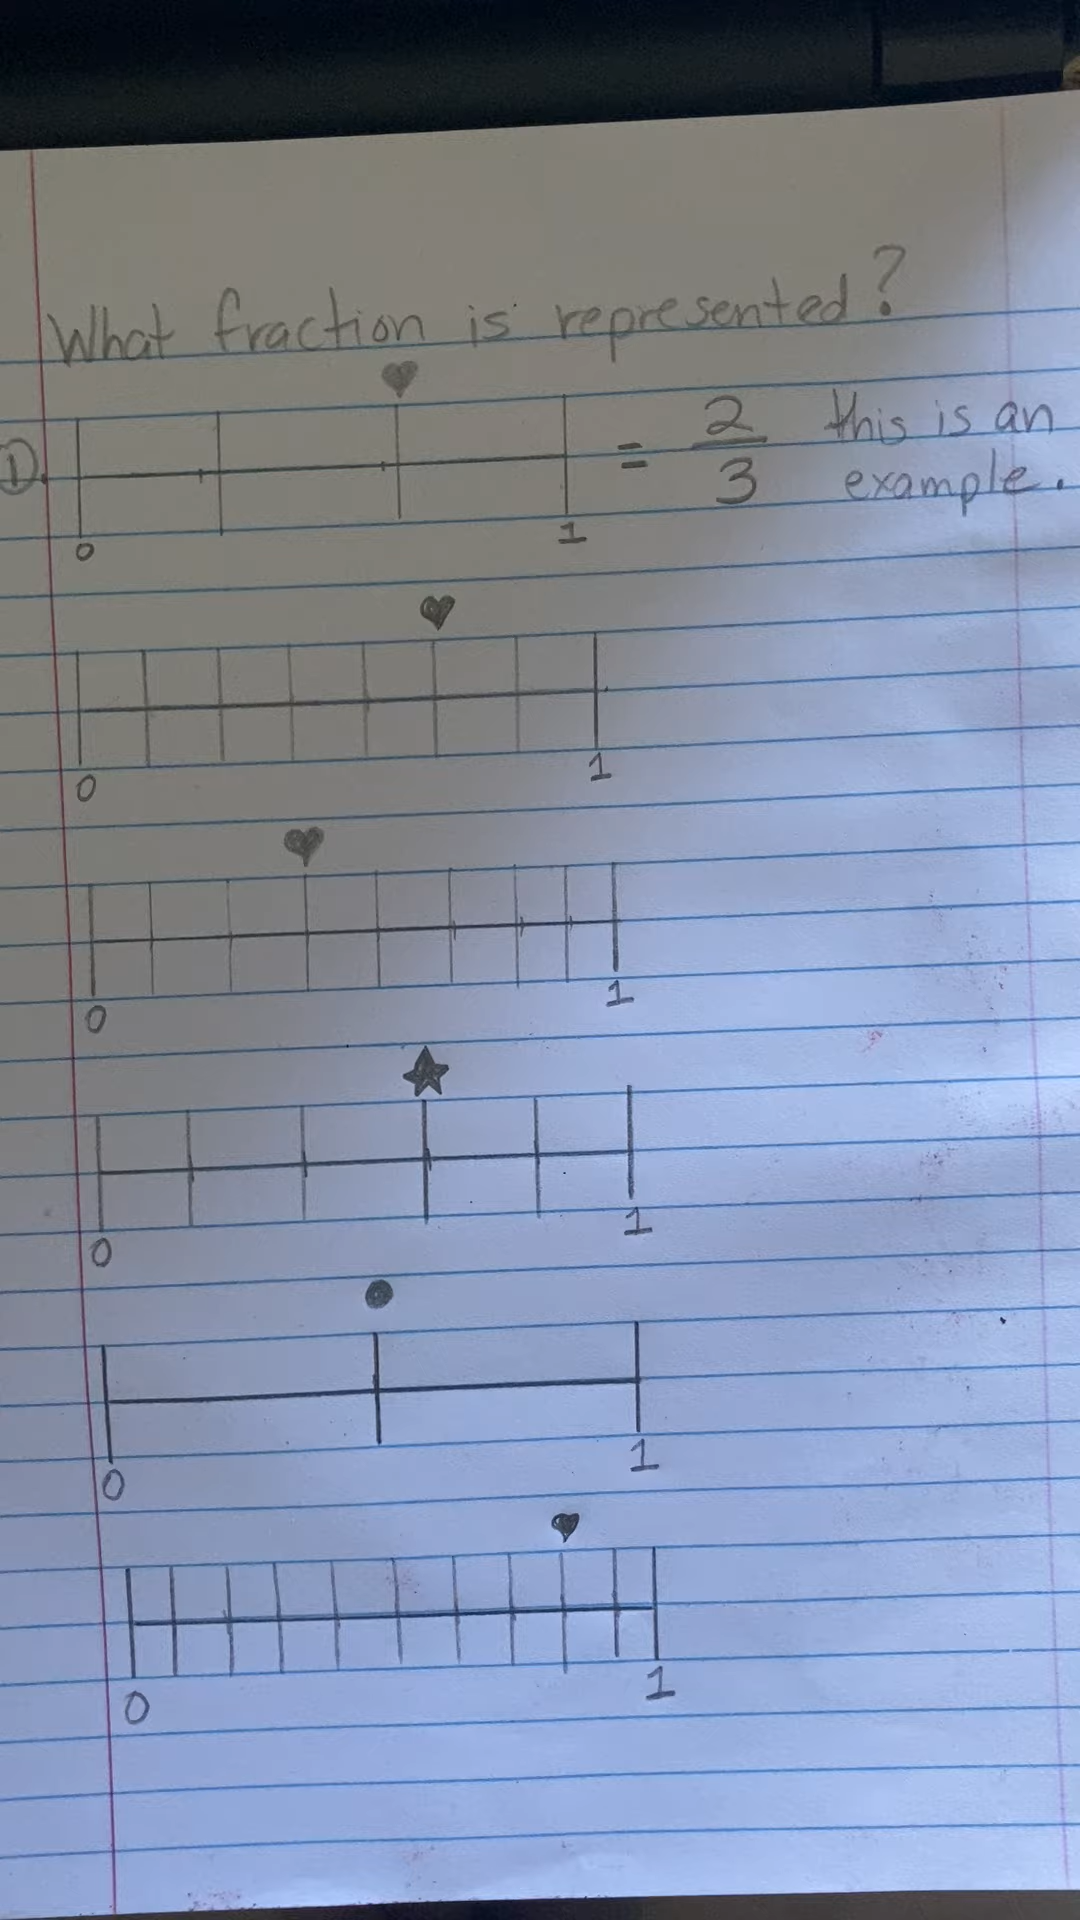 What fraction is represented?
1. = 2/3 this is an
example.
0 1
0 1
0 1
0 1
0 1
0 1